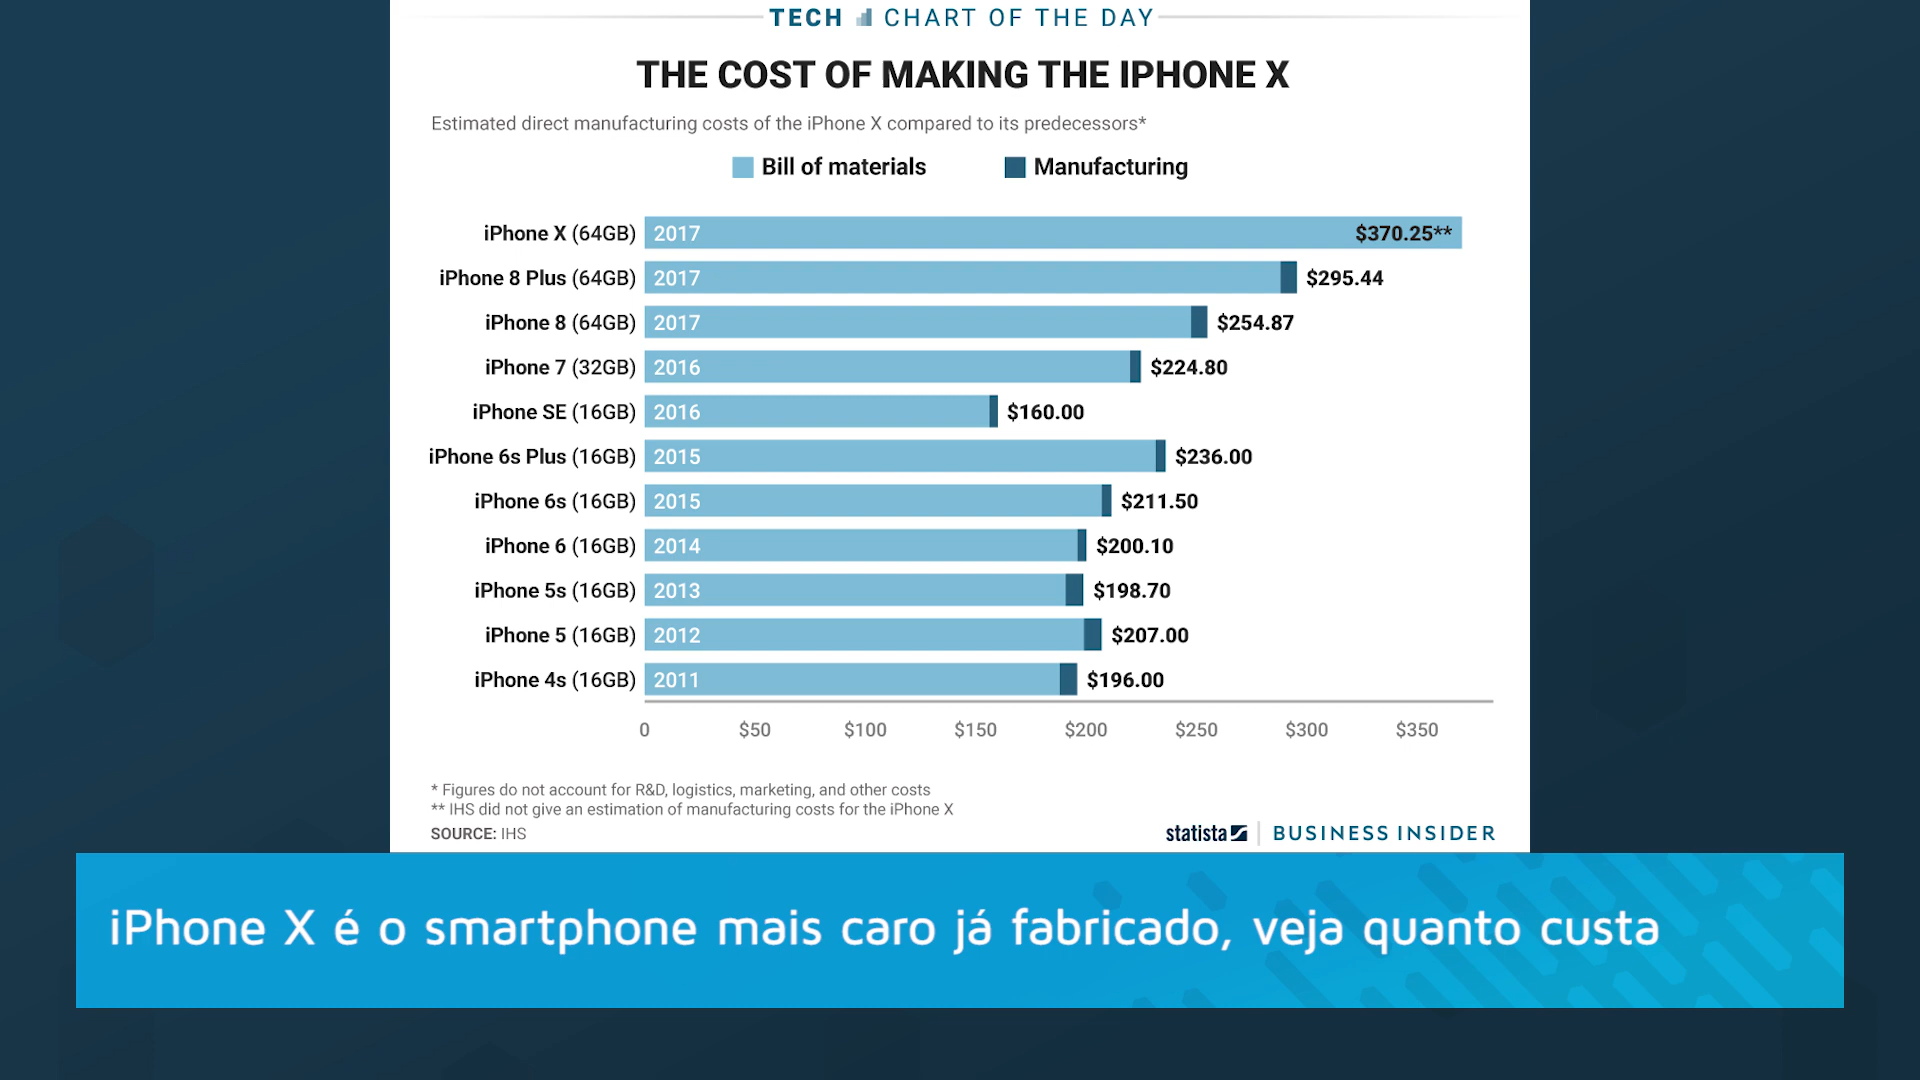 TECH CHART OF THE DAY
THE COST OF MAKING THE IPHONE X
Estimated direct manufacturing costs of the iPhone X compared to its predecessors*
Bill of materials Manufacturing
iPhone X (64GB) 2017 $370.25**
iPhone 8 Plus (64GB) 2017 $295.44
iPhone 8 (64GB) 2017 $254.87
iPhone 7 (32GB) 2016 $224.80
iPhone SE (16GB) 2016 $160.00
iPhone 6s Plus (16GB) 2015 $236.00
iPhone 6s (16GB) 2015 $211.50
iPhone 6 (16GB) 2014 $200.10
iPhone 5s (16GB) 2013 $198.70
iPhone 5 (16GB) 2012 $207.00
iPhone 4s (16GB) 2011 $196.00
0 $50 $100 $150 $200 $250 $300 $350
* Figures do not account for R&D, logistics, marketing, and other costs
** IHS did not give an estimation of manufacturing costs for the iPhone X
SOURCE: IHS
statista BUSINESS INSIDER
iPhone X é o smartphone mais caro já fabricado, veja quanto custa